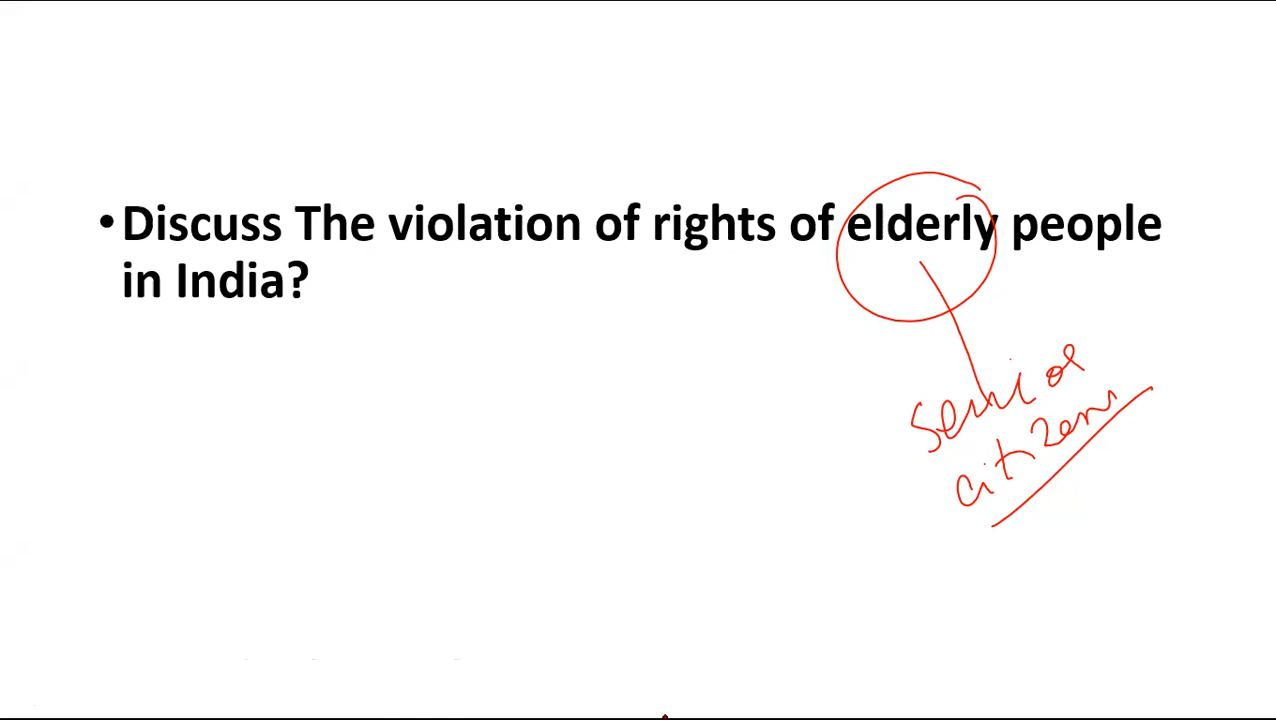 •Discuss The violation of rights of elderly people
in India?
Senior
citizens